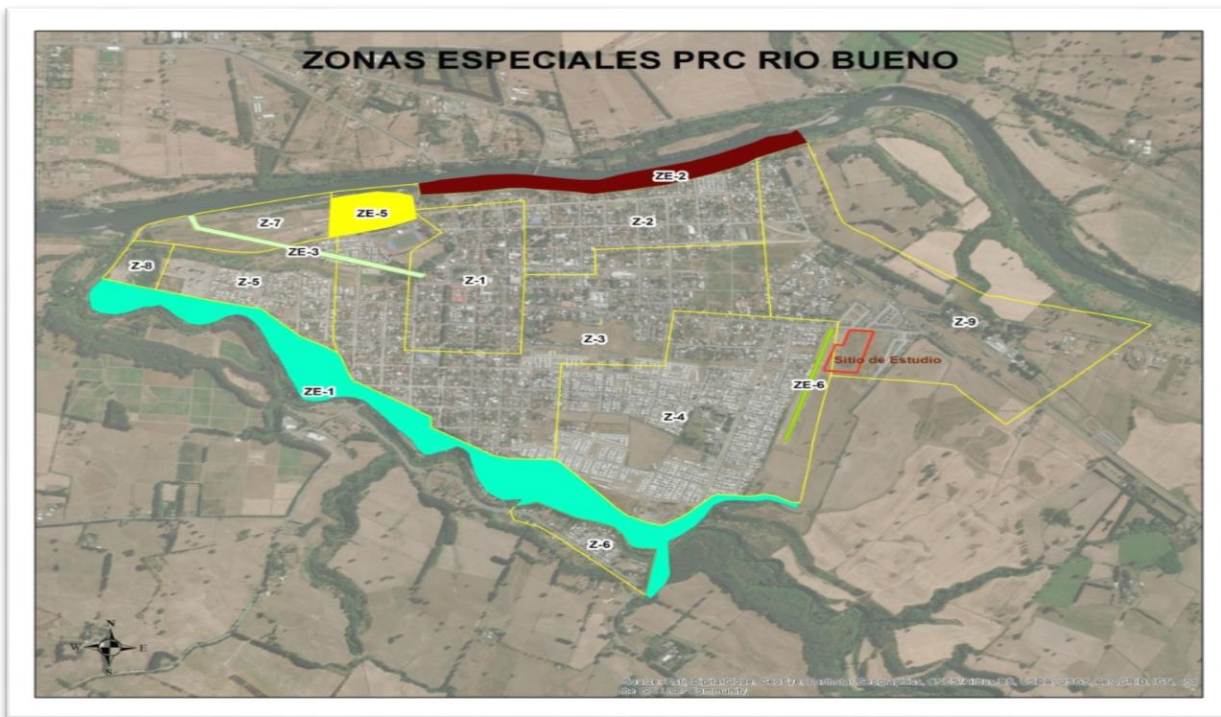 ZONAS ESPECIALES PRC RIO BUENO
ZE-2
ZE-5
Z-7
Z-2
ZE-3
Z-8
Z-5
Z-1
Z-9
Z-3
Sitio de Estudio
ZE-6
ZE-1
Z-4
Z-6
N
W E
S